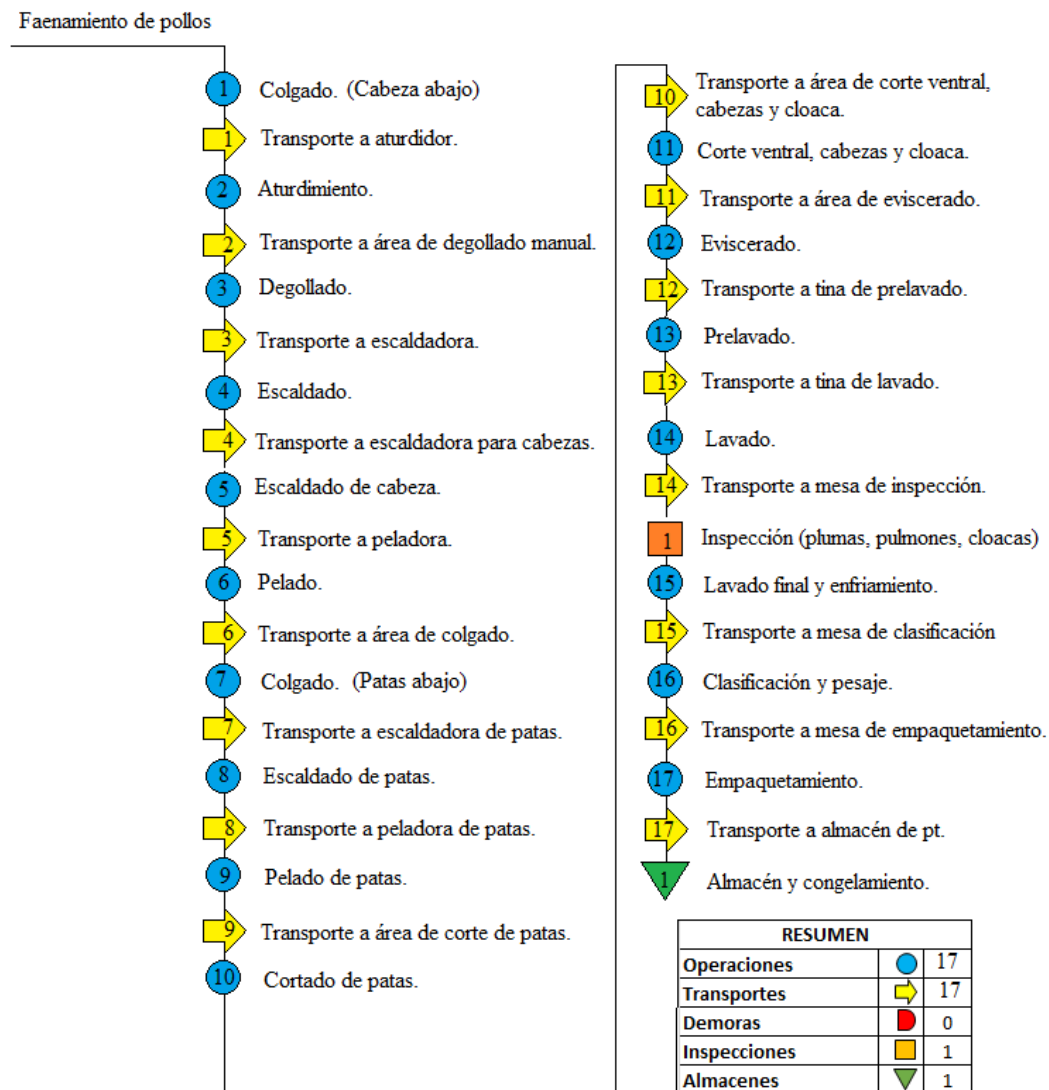 Faenamiento de pollos
1 Colgado. (Cabeza abajo)
1 Transporte a aturdidor.
2 Aturdimiento.
2 Transporte a área de degollado manual.
3 Degollado.
3 Transporte a escaldadora.
4 Escaldado.
4 Transporte a escaldadora para cabezas.
5 Escaldado de cabeza.
5 Transporte a peladora.
6 Pelado.
6 Transporte a área de colgado.
7 Colgado. (Patas abajo)
7 Transporte a escaldadora de patas.
8 Escaldado de patas.
8 Transporte a peladora de patas.
9 Pelado de patas.
9 Transporte a área de corte de patas.
10 Cortado de patas.
10 Transporte a área de corte ventral,
cabezas y cloaca.
11 Corte ventral, cabezas y cloaca.
11 Transporte a área de eviscerado.
12 Eviscerado.
12 Transporte a tina de prelavado.
13 Prelavado.
13 Transporte a tina de lavado.
14 Lavado.
14 Transporte a mesa de inspección.
1 Inspección (plumas, pulmones, cloacas)
15 Lavado final y enfriamiento.
15 Transporte a mesa de clasificación
16 Clasificación y pesaje.
16 Transporte a mesa de empaquetamiento.
17 Empaquetamiento.
17 Transporte a almacén de pt.
1 Almacén y congelamiento.
RESUMEN
Operaciones 17
Transportes 17
Demoras 0
Inspecciones 1
Almacenes 1